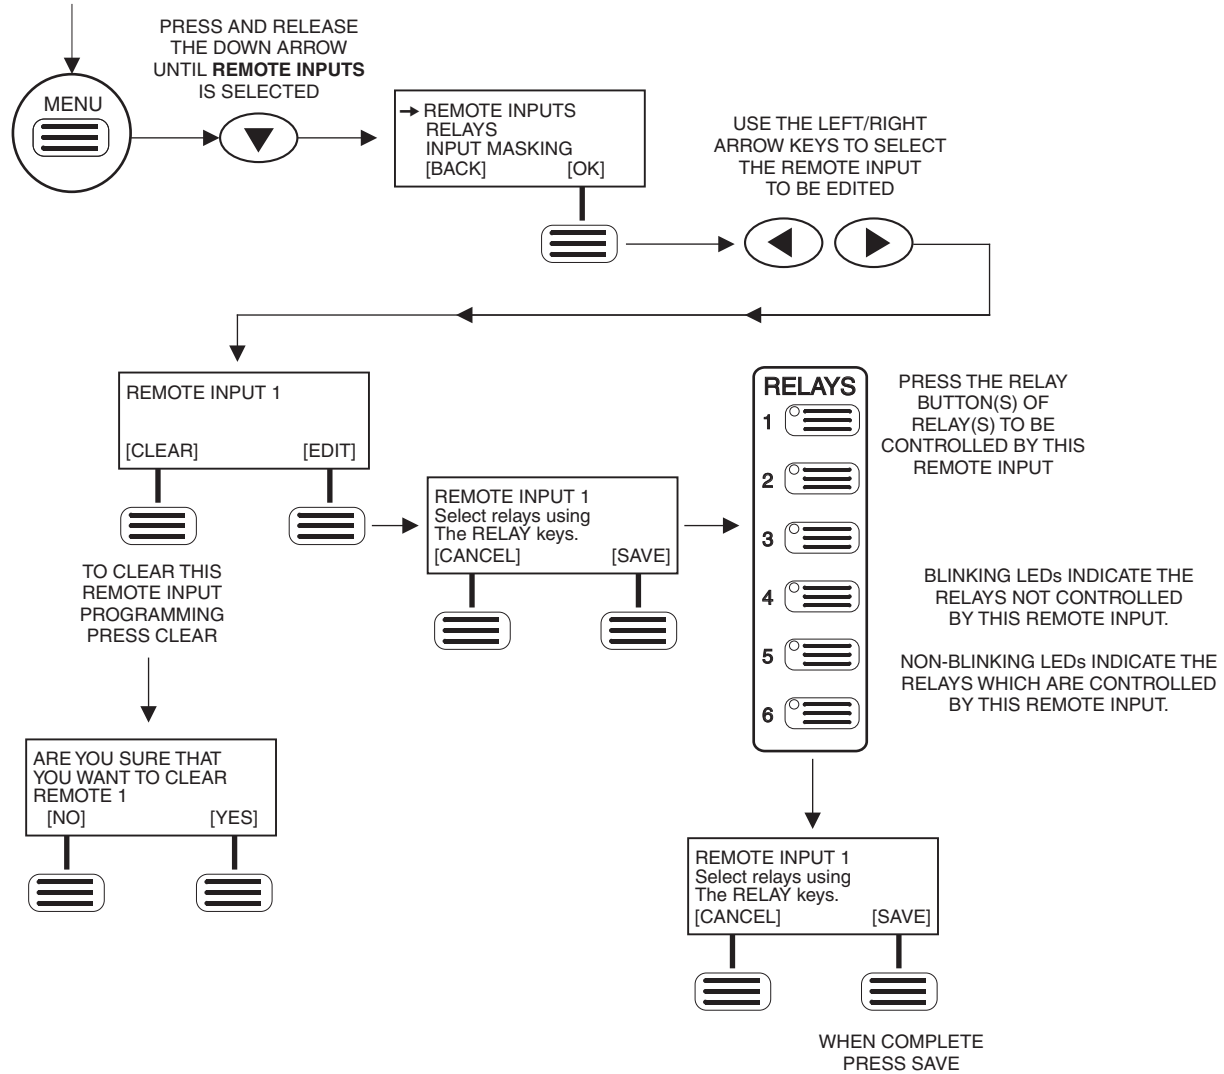 PRESS AND RELEASE
THE DOWN ARROW
UNTIL REMOTE INPUTS
IS SELECTED
MENU
REMOTE INPUTS
RELAYS
INPUT MASKING
[BACK] [OK]
USE THE LEFT/RIGHT
ARROW KEYS TO SELECT
THE REMOTE INPUT
TO BE EDITED
REMOTE INPUT 1
[CLEAR] [EDIT]
TO CLEAR THIS
REMOTE INPUT
PROGRAMMING
PRESS CLEAR
ARE YOU SURE THAT
YOU WANT TO CLEAR
REMOTE 1
[NO] [YES]
REMOTE INPUT 1
Select relays using
The RELAY keys.
[CANCEL] [SAVE]
RELAYS
1
2
3
4
5
6
PRESS THE RELAY
BUTTON(S) OF
RELAY(S) TO BE
CONTROLLED BY THIS
REMOTE INPUT
BLINKING LEDs INDICATE THE
RELAYS NOT CONTROLLED
BY THIS REMOTE INPUT.
NON-BLINKING LEDs INDICATE THE
RELAYS WHICH ARE CONTROLLED
BY THIS REMOTE INPUT.
REMOTE INPUT 1
Select relays using
The RELAY keys.
[CANCEL] [SAVE]
WHEN COMPLETE
PRESS SAVE